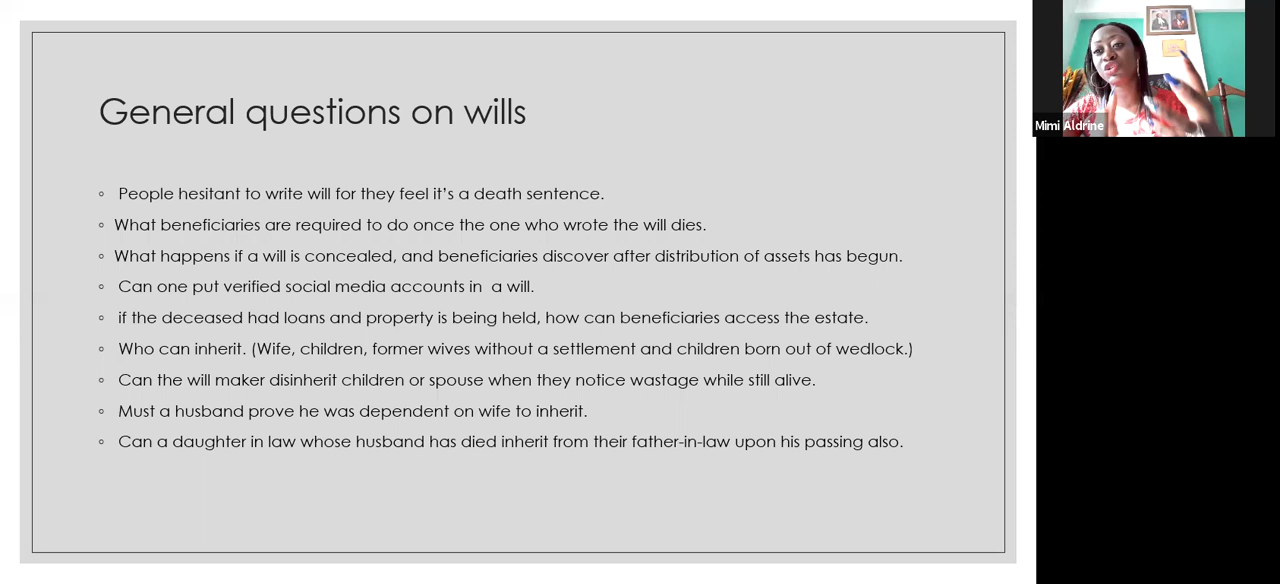 General questions on wills
◦ People hesitant to write will for they feel it's a death sentence.
◦ What beneficiaries are required to do once the one who wrote the will dies.
◦ What happens if a will is concealed, and beneficiaries discover after distribution of assets has begun.
◦ Can one put verified social media accounts in  a will.
◦ if the deceased had loans and property is being held, how can beneficiaries access the estate.
◦ Who can inherit. (Wife, children, former wives without a settlement and children born out of wedlock.)
◦ Can the will maker disinherit children or spouse when they notice wastage while still alive.
◦ Must a husband prove he was dependent on wife to inherit.
◦ Can a daughter in law whose husband has died inherit from their father-in-law upon his passing also.
Mimi Aldrine